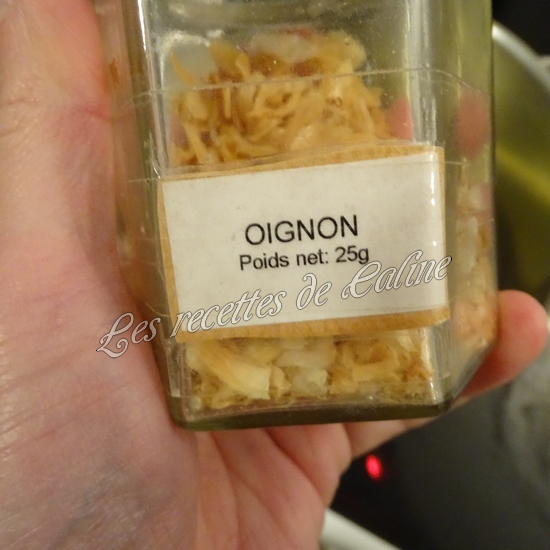 OIGNON
Poids net: 25g
Les recettes de Caline